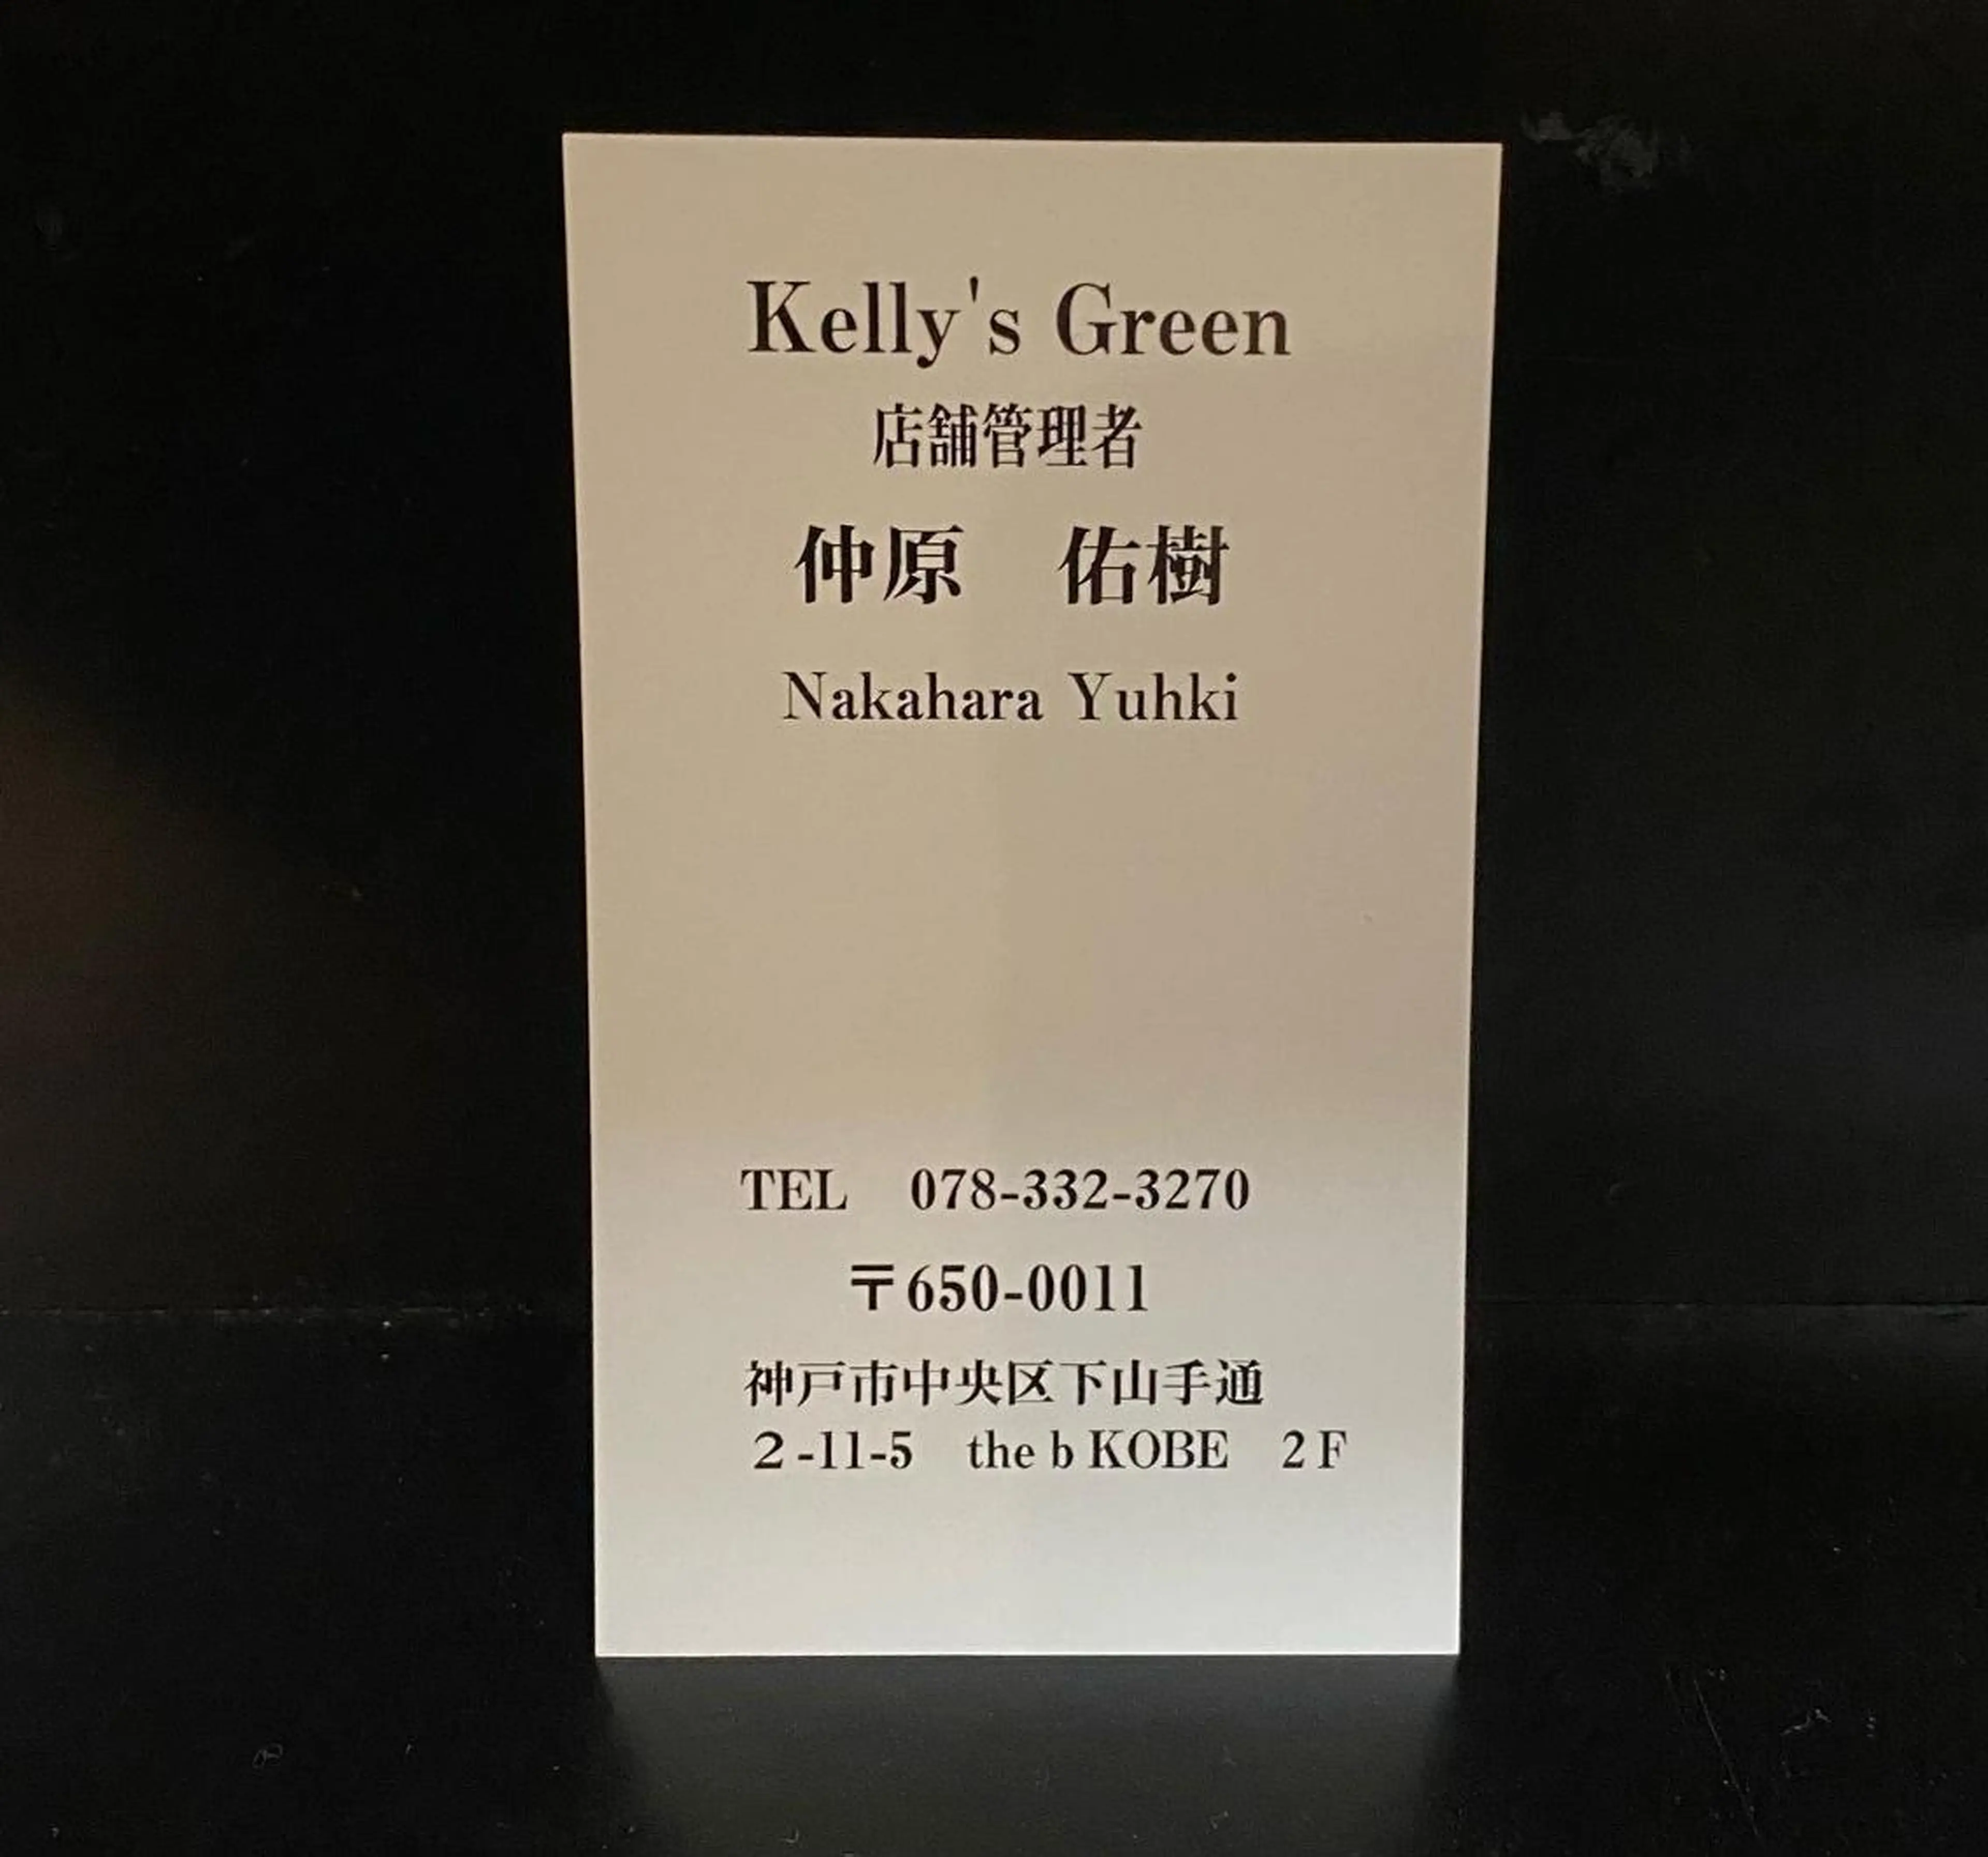 Kelly's Green
店舗管理者
仲原　佑樹
Nakahara Yuhki
TEL　078-332-3270
〒650-0011
神戸市中央区下山手通
２-11-5　the b KOBE　２F